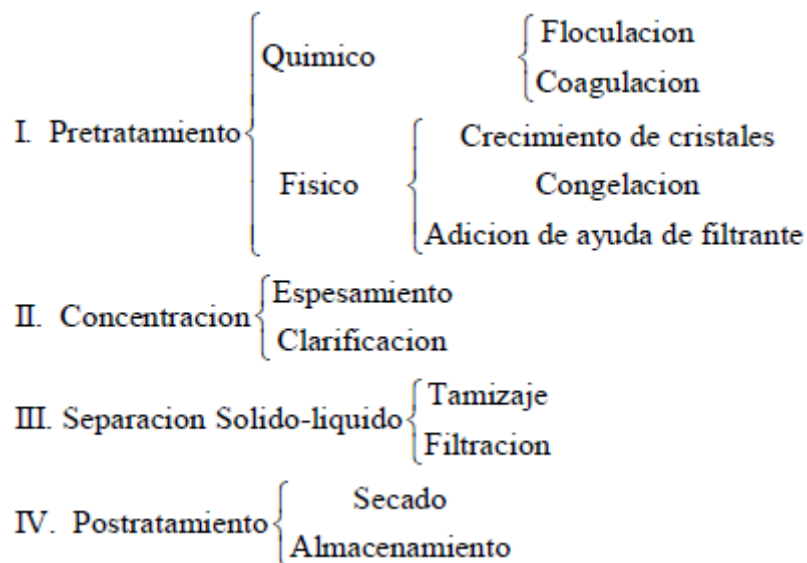 Quimico
Floculacion
Coagulacion
I. Pretratamiento
Fisico
Crecimiento de cristales
Congelacion
Adicion de ayuda de filtrante
II. Concentracion
Espesamiento
Clarificacion
III. Separacion Solido-liquido
Tamizaje
Filtracion
IV. Postratamiento
Secado
Almacenamiento